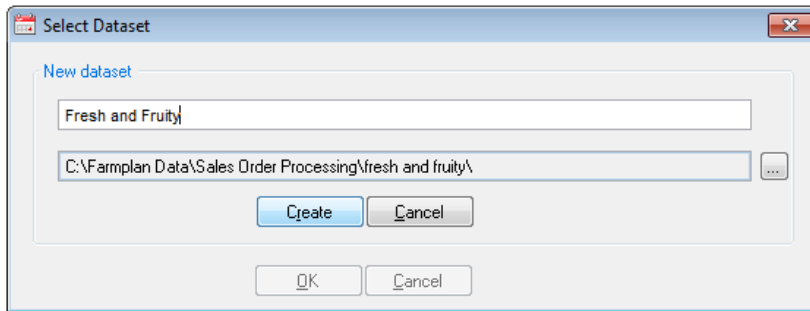 Select Dataset
New dataset
Fresh and Fruity
C:\Farmplan Data\Sales Order Processing\fresh and fruity\
...
Create Cancel
OK Cancel